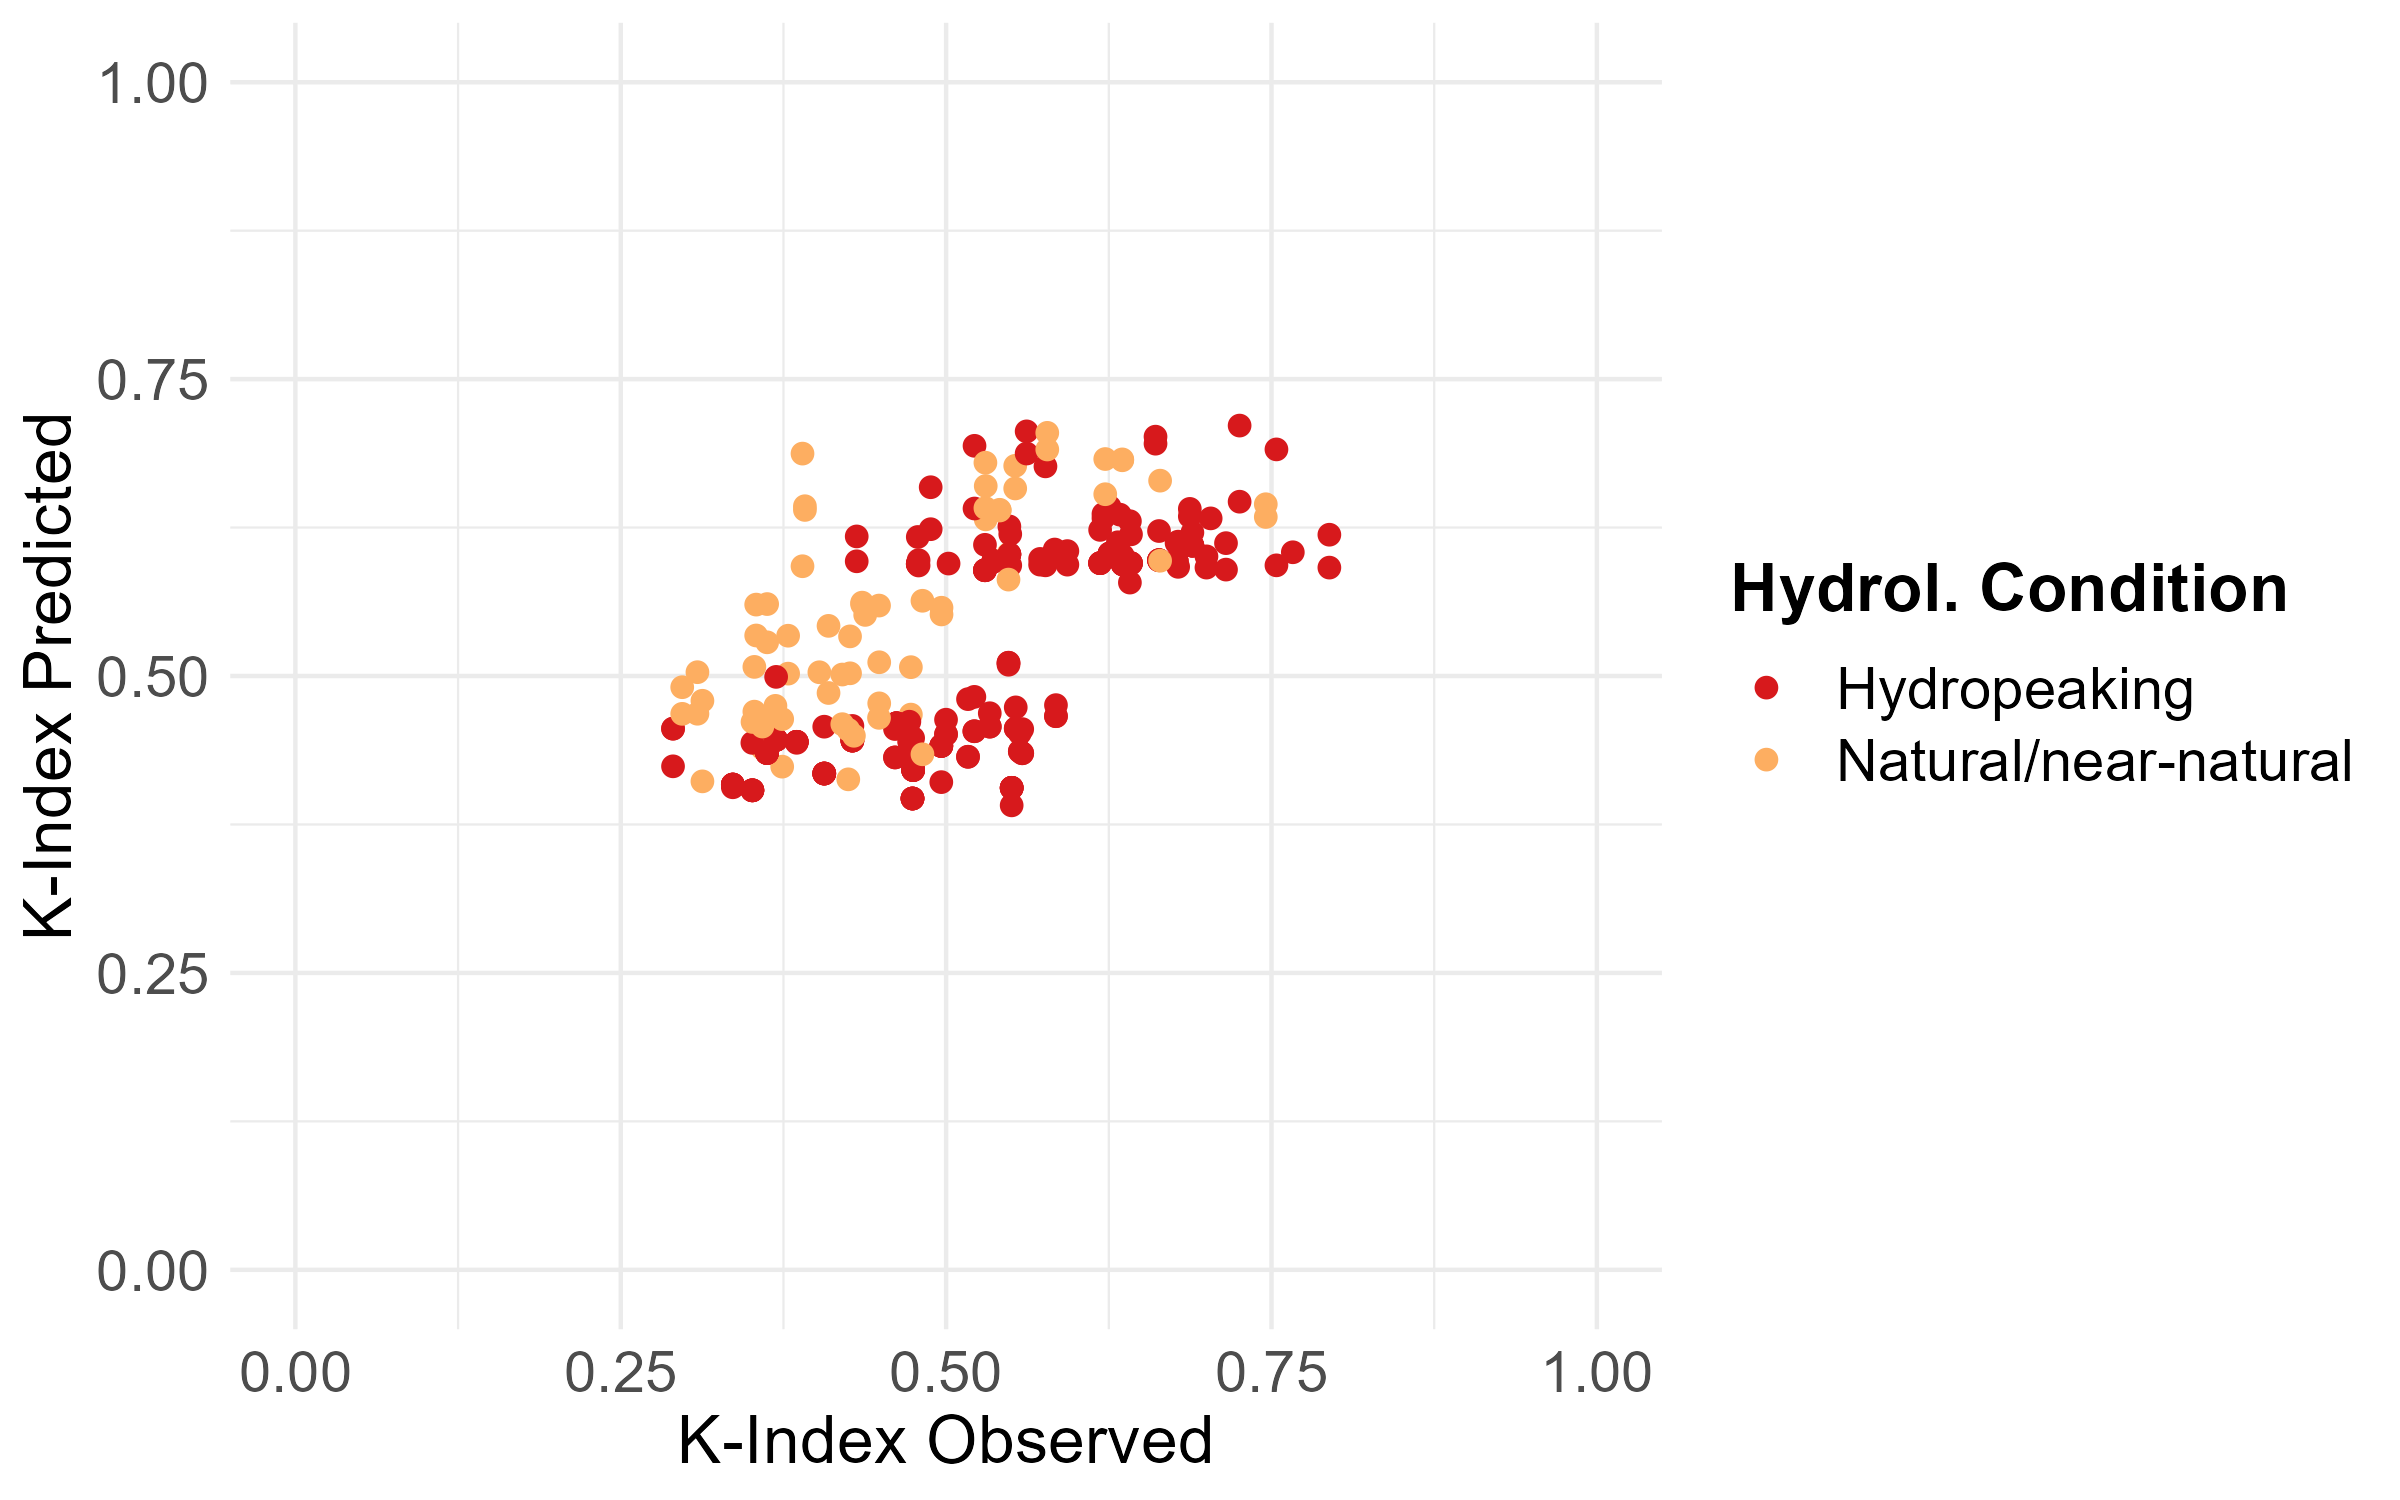 1.00
0.75
0.50
0.25
0.00
K-Index Predicted
0.00 0.25 0.50 0.75 1.00
K-Index Observed
Hydrol. Condition
Hydropeaking
Natural/near-natural